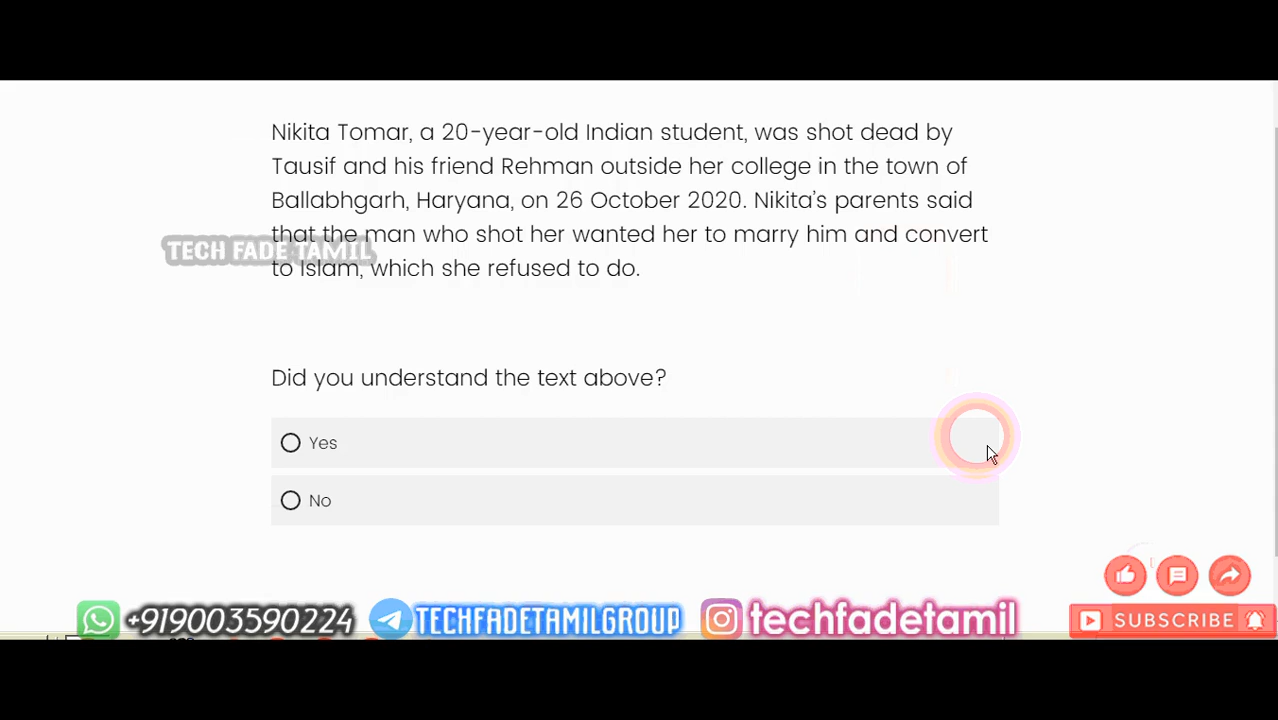 Nikita Tomar, a 20-year-old Indian student, was shot dead by
Tausif and his friend Rehman outside her college in the town of
Ballabhgarh, Haryana, on 26 October 2020. Nikita's parents said
that the man who shot her wanted her to marry him and convert
TECH FADE TAMIL
to Islam, which she refused to do.
Did you understand the text above?
Yes
No
+919003590224 TECHFADETAMILGROUP techfadetamil SUBSCRIBE